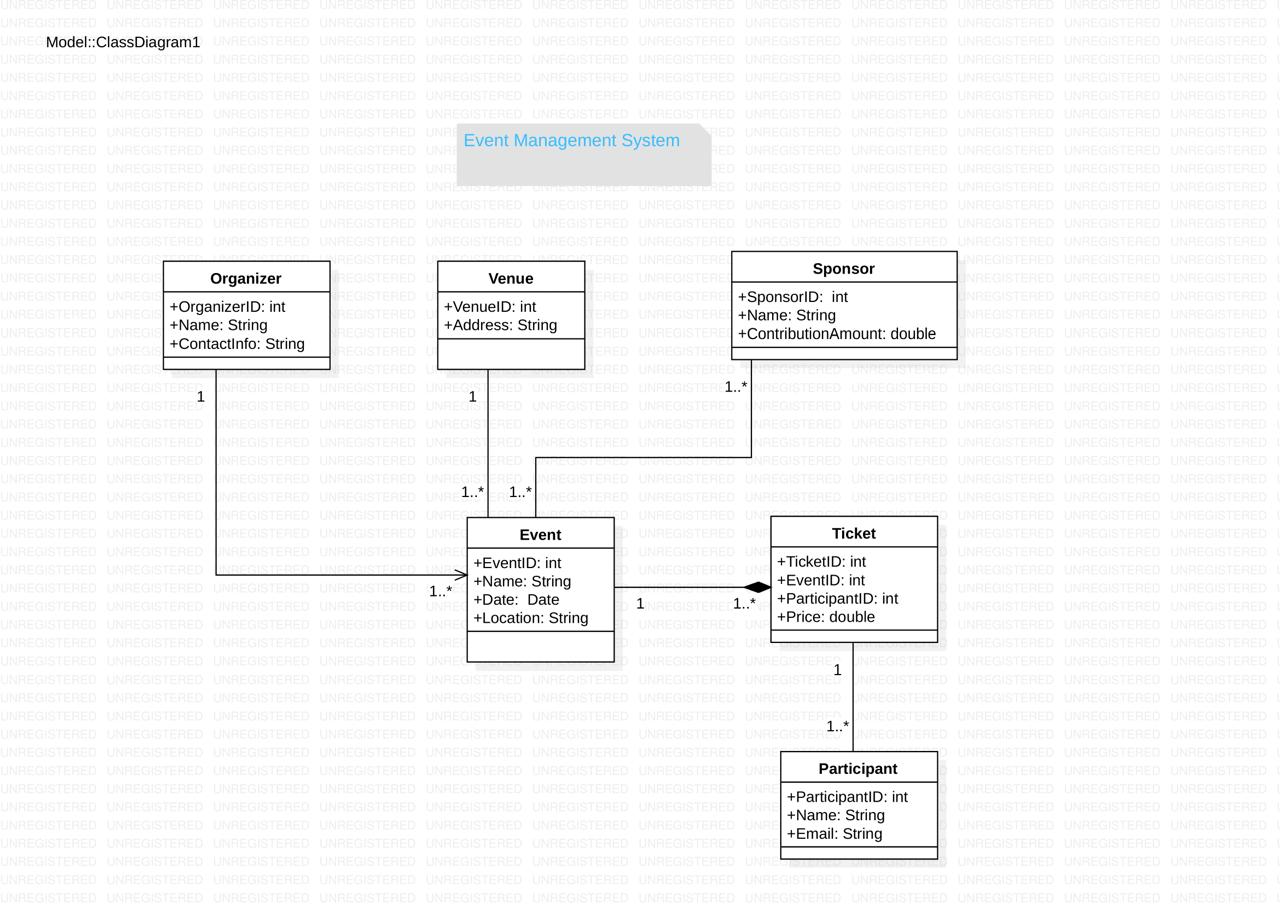 Model::ClassDiagram1
Event Management System
Organizer
+OrganizerID: int
+Name: String
+ContactInfo: String
Venue
+VenueID: int
+Address: String
Sponsor
+SponsorID:  int
+Name: String
+ContributionAmount: double
1
1
1..*
1..*
1..*
1..*
Event
+EventID: int
+Name: String
+Date:  Date
+Location: String
1
1..*
Ticket
+TicketID: int
+EventID: int
+ParticipantID: int
+Price: double
1
1..*
Participant
+ParticipantID: int
+Name: String
+Email: String
UNREGISTERED